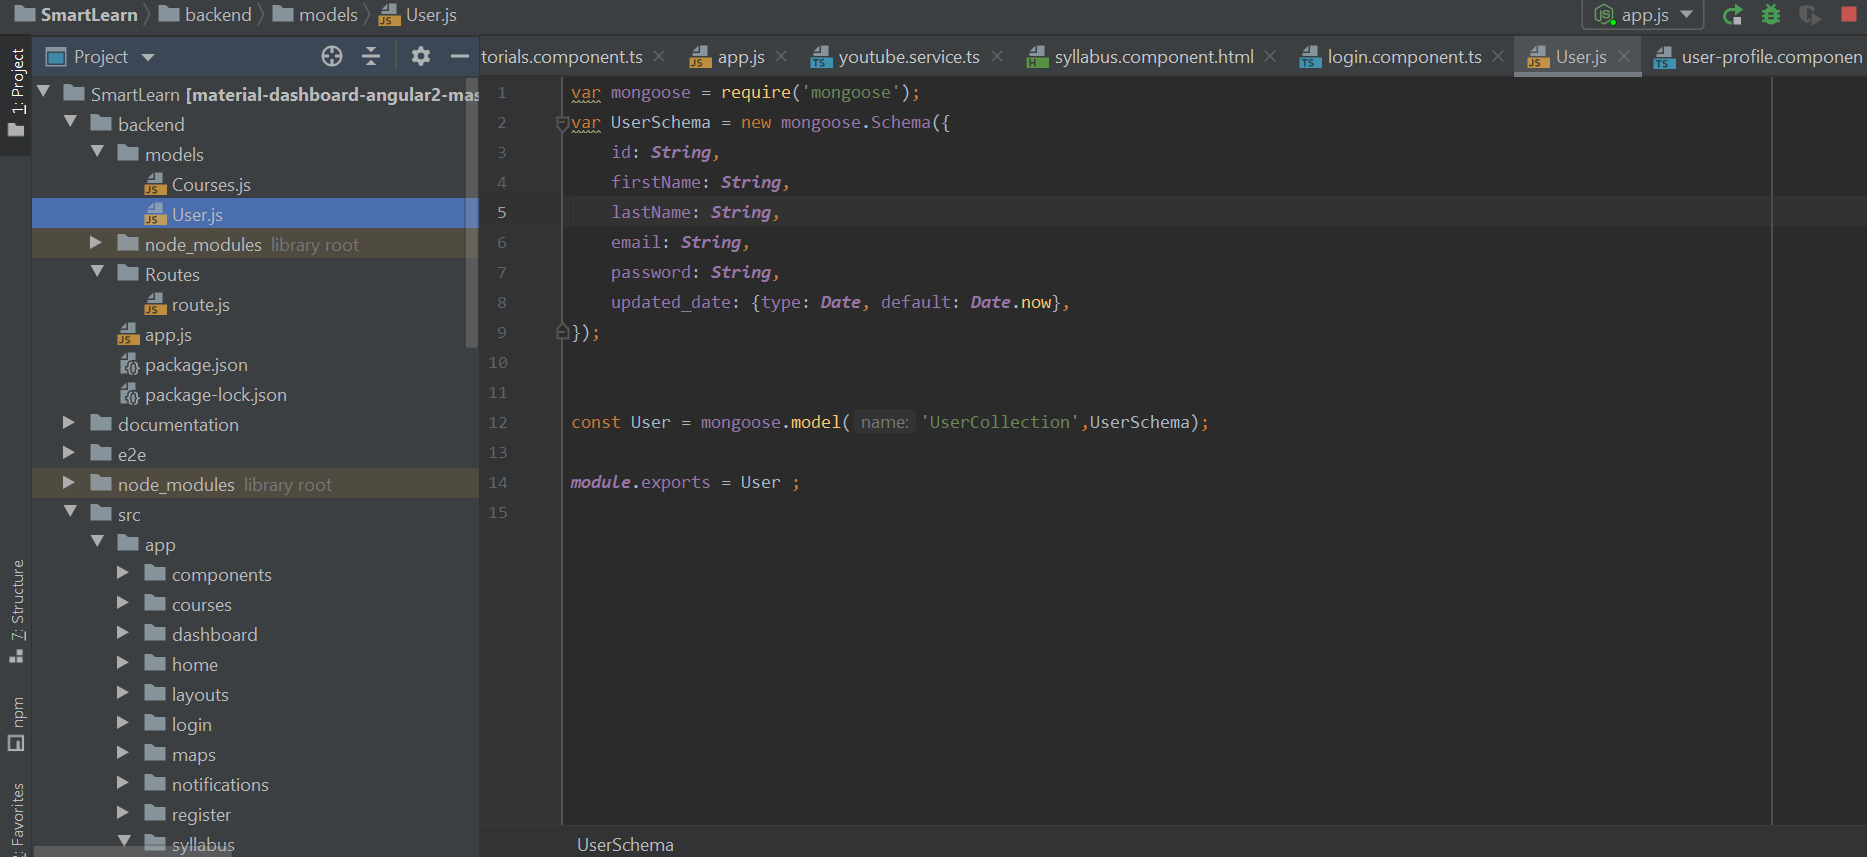 SmartLearn backend models User.js app.js
Project
torials.component.ts app.js youtube.service.ts syllabus.component.html login.component.ts User.js user-profile.componen
1: Project
7: Structure
npm
2: Favorites
SmartLearn [material-dashboard-angular2-mas
backend
models
Courses.js
User.js
node_modules library root
Routes
route.js
app.js
package.json
package-lock.json
documentation
e2e
node_modules library root
src
app
components
courses
dashboard
home
layouts
login
maps
notifications
register
syllabus
1 var mongoose = require('mongoose');
2 var UserSchema = new mongoose.Schema({
3 id: String,
4 firstName: String,
5 lastName: String,
6 email: String,
7 password: String,
8 updated_date: {type: Date, default: Date.now},
9 });
10
11
12 const User = mongoose.model( name: 'UserCollection',UserSchema);
13
14 module.exports = User ;
15
UserSchema